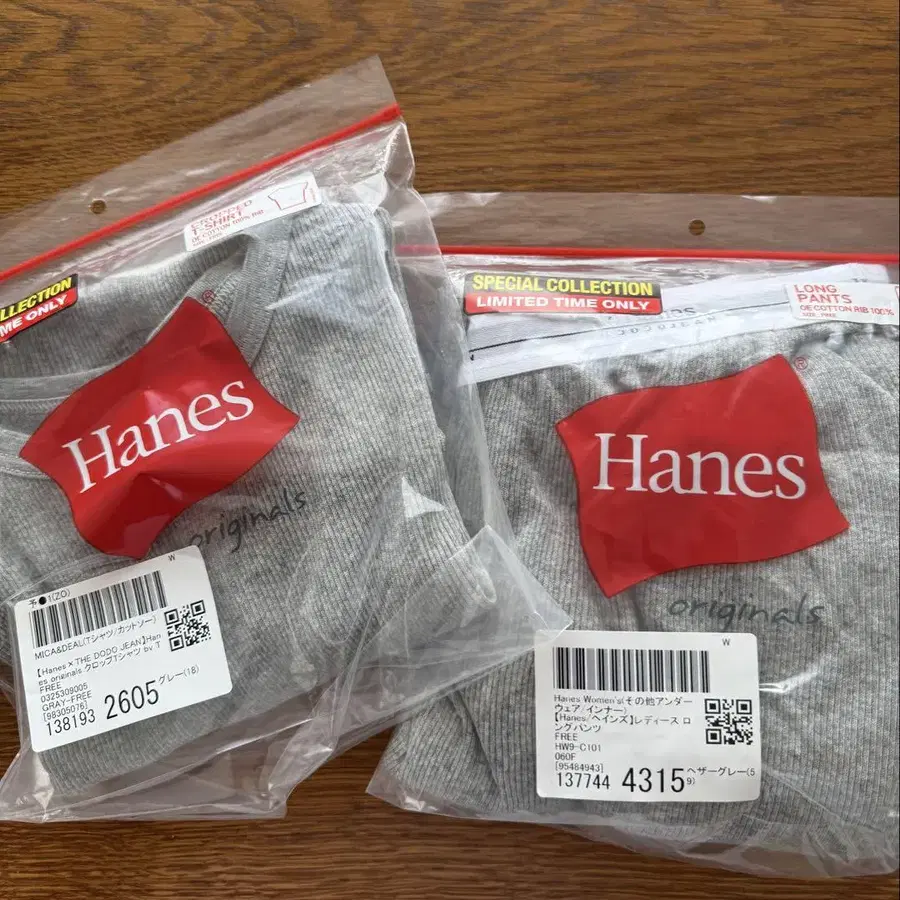 CROPPED
T-SHIRT
OE COTTON 100% RIB
LLECTION
ME ONLY
Hanes
®
originals
W
予●1(ZO)
MICA&DEAL(Tシャツ/カットソー)
【Hanes×THE DODO JEAN】Han
es originals クロップTシャツ by T
FREE
0325309005
GRAY-FREE
[98305076]
138193 2605 グレー(18)
SPECIAL COLLECTION
LIMITED TIME ONLY
LONG
PANTS
OE COTTON RIB 100%
Hanes
®
originals
W
Hanes Women's(その他アンダー
ウェア/インナー)
【Hanes/ヘインズ】レディース ロ
ングパンツ
FREE
HW9-C101
060F
[95484943]
137744 4315 ヘザーグレー(5
9)